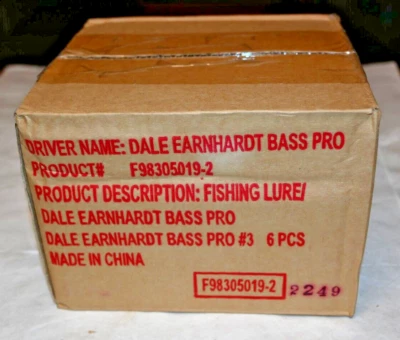 DRIVER NAME: DALE EARNHARDT BASS PRO
PRODUCT# F98305019-2
PRODUCT DESCRIPTION: FISHING LURE/
DALE EARNHARDT BASS PRO
DALE EARNHARDT BASS PRO #3 6 PCS
MADE IN CHINA
F98305019-2 2249